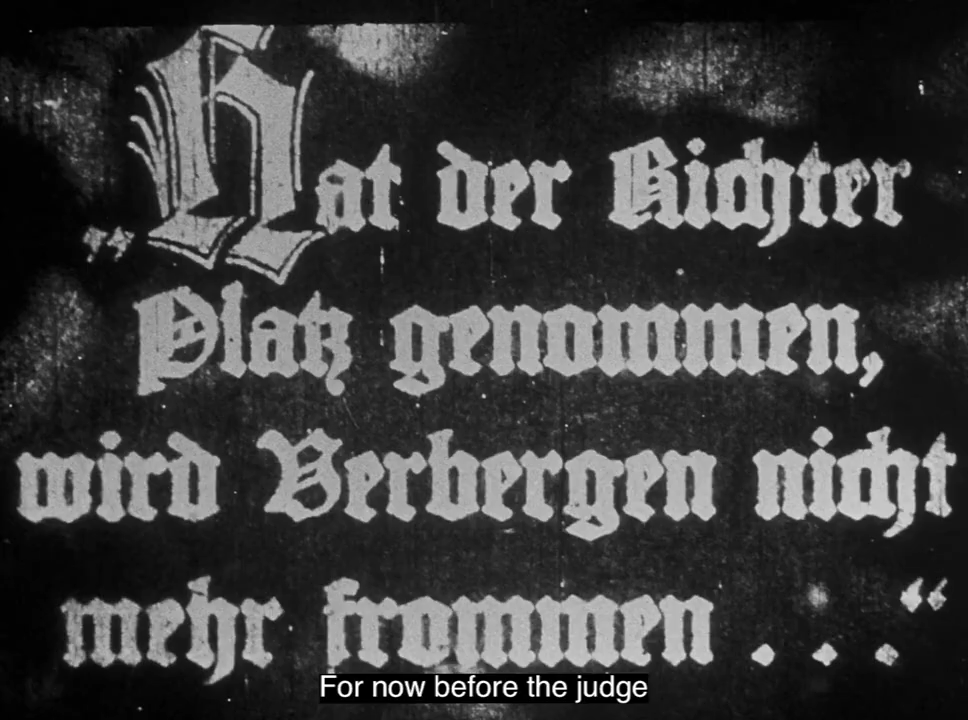 „Hat der Richter
Platz genommen,
wird Verbergen nicht
mehr frommen . . .“
For now before the judge